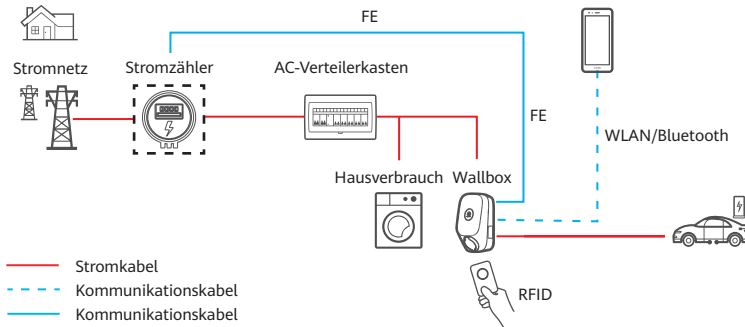 FE
Stromnetz Stromzähler AC-Verteilerkasten
FE
WLAN/Bluetooth
Hausverbrauch Wallbox
Stromkabel
Kommunikationskabel
RFID
Kommunikationskabel